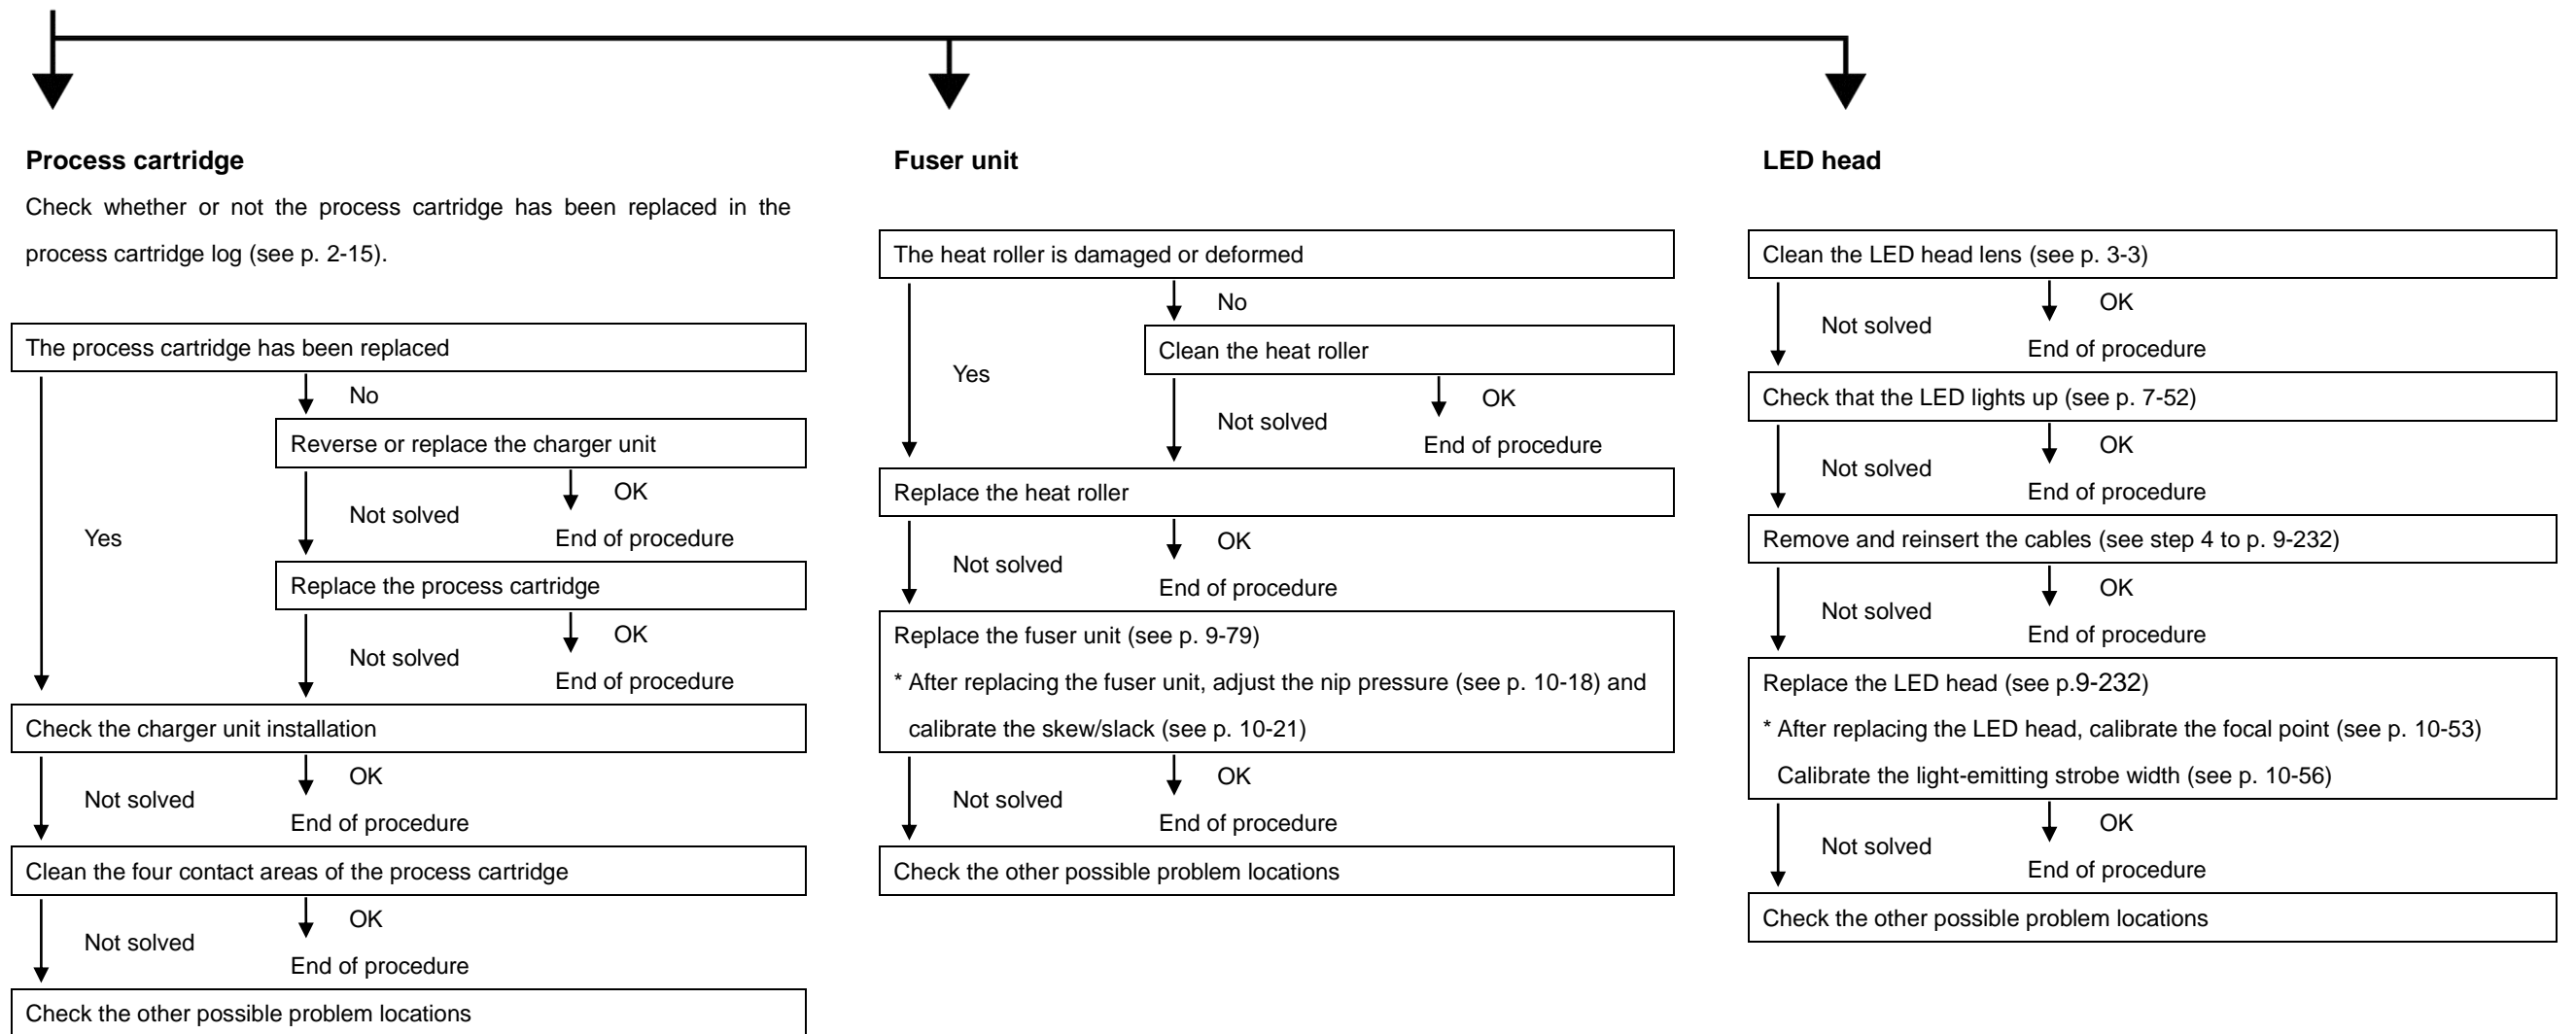 Process cartridge
Check whether or not the process cartridge has been replaced in the
process cartridge log (see p. 2-15).
The process cartridge has been replaced
No
Reverse or replace the charger unit
Yes
OK
Not solved
End of procedure
Replace the process cartridge
OK
Not solved
End of procedure
Check the charger unit installation
OK
Not solved
End of procedure
Clean the four contact areas of the process cartridge
OK
Not solved
End of procedure
Check the other possible problem locations
Fuser unit
The heat roller is damaged or deformed
No
Clean the heat roller
Yes
OK
Not solved
End of procedure
Replace the heat roller
OK
Not solved
End of procedure
Replace the fuser unit (see p. 9-79)
* After replacing the fuser unit, adjust the nip pressure (see p. 10-18) and
calibrate the skew/slack (see p. 10-21)
OK
Not solved
End of procedure
Check the other possible problem locations
LED head
Clean the LED head lens (see p. 3-3)
OK
Not solved
End of procedure
Check that the LED lights up (see p. 7-52)
OK
Not solved
End of procedure
Remove and reinsert the cables (see step 4 to p. 9-232)
OK
Not solved
End of procedure
Replace the LED head (see p.9-232)
* After replacing the LED head, calibrate the focal point (see p. 10-53)
Calibrate the light-emitting strobe width (see p. 10-56)
OK
Not solved
End of procedure
Check the other possible problem locations